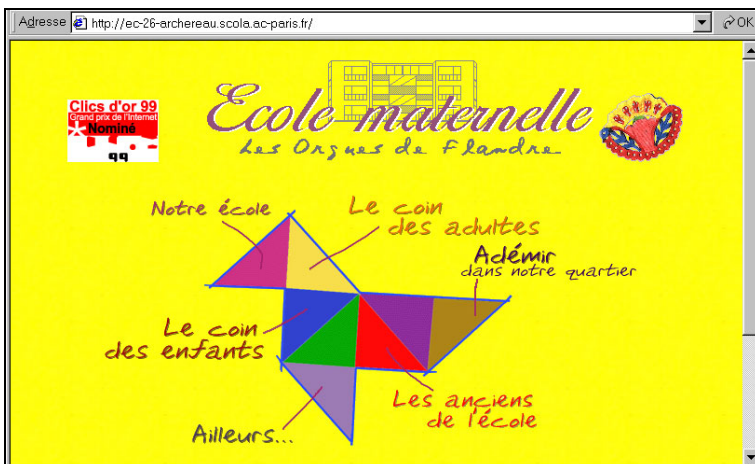 Adresse http://ec-26-archereau.scola.ac-paris.fr/ OK
Clics d'or 99
Grand prix de l'Internet
Nominé
99
Ecole maternelle
Les Orgues de Flandre
Notre école
Le coin
des adultes
Adémir
dans notre quartier
Le coin
des enfants
Les anciens
de l'école
Ailleurs...